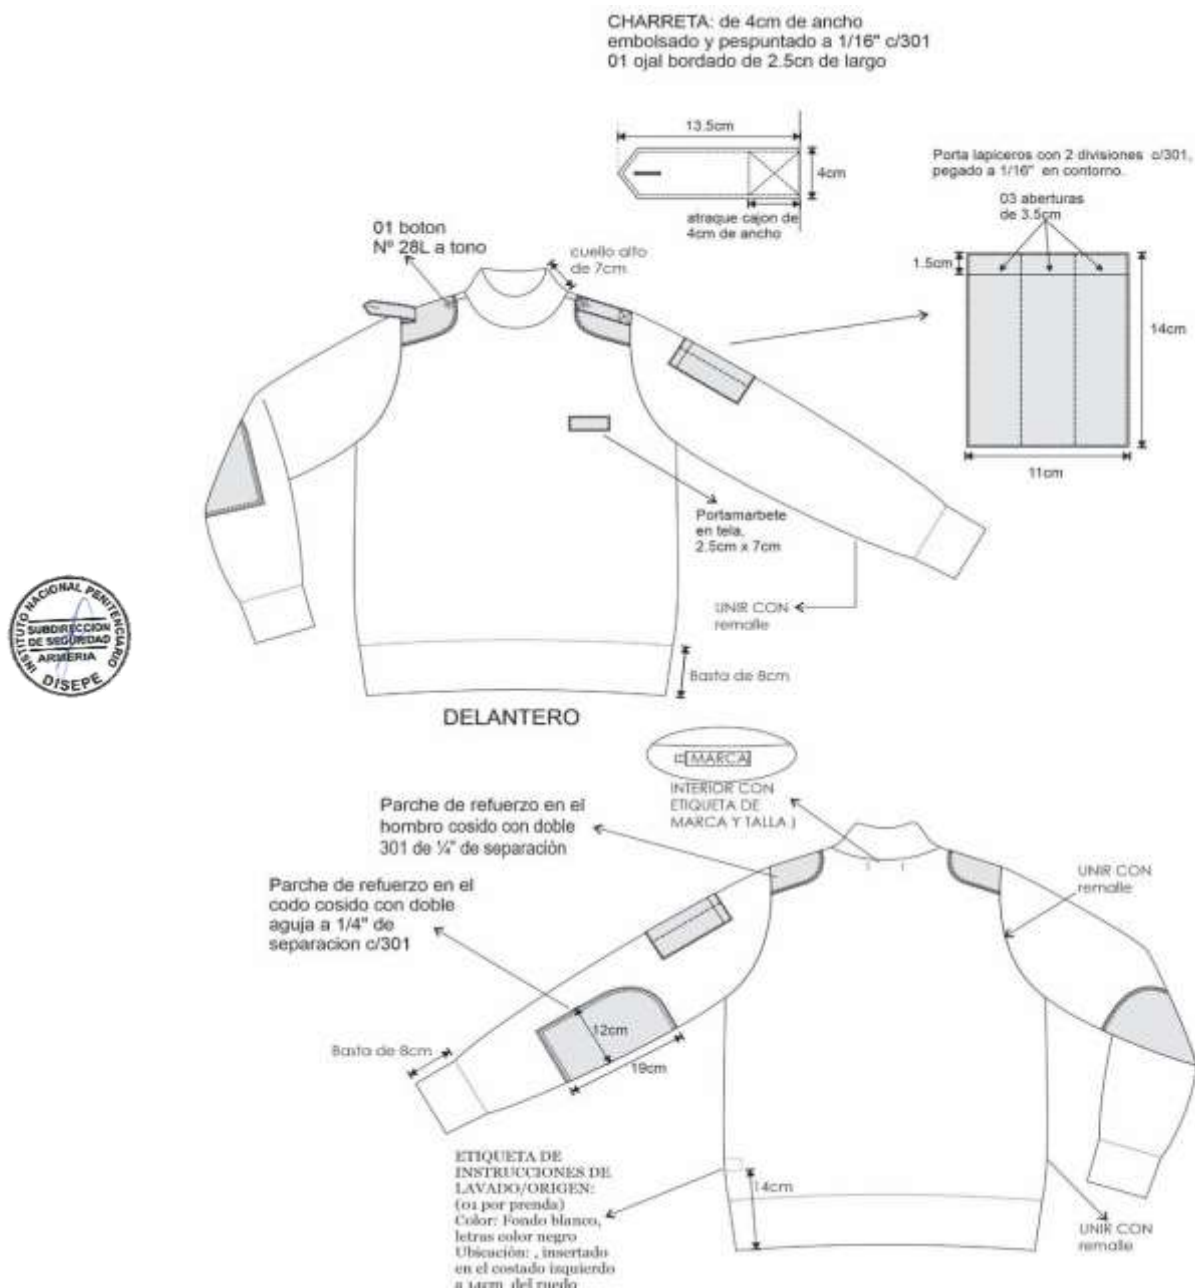 CHARRETA: de 4cm de ancho
embolsado y pespuntado a 1/16" c/301
01 ojal bordado de 2.5cn de largo
13.5cm
4cm
atraque cajon de
4cm de ancho
Porta lapiceros con 2 divisiones c/301,
pegado a 1/16" en contorno.
03 aberturas
de 3.5cm
1.5cm
14cm
11cm
01 boton
Nº 28L a tono
cuello alto
de 7cm
Portamarbete
en tela,
2.5cm x 7cm
UNIR CON
remalle
Basta de 8cm
DELANTERO
INSTITUTO NACIONAL PENITENCIARIO
SUBDIRECCION
DE SEGURIDAD
ARMERIA
DISEPE
MARCA
INTERIOR CON
ETIQUETA DE
MARCA Y TALLA )
Parche de refuerzo en el
hombro cosido con doble
301 de ¼" de separación
Parche de refuerzo en el
codo cosido con doble
aguja a 1/4" de
separacion c/301
UNIR CON
remalle
12cm
19cm
Basta de 8cm
ETIQUETA DE
INSTRUCCIONES DE
LAVADO/ORIGEN:
(01 por prenda)
Color: Fondo blanco,
letras color negro
Ubicación: , insertado
en el costado izquierdo
a 14cm del ruedo
14cm
UNIR CON
remalle